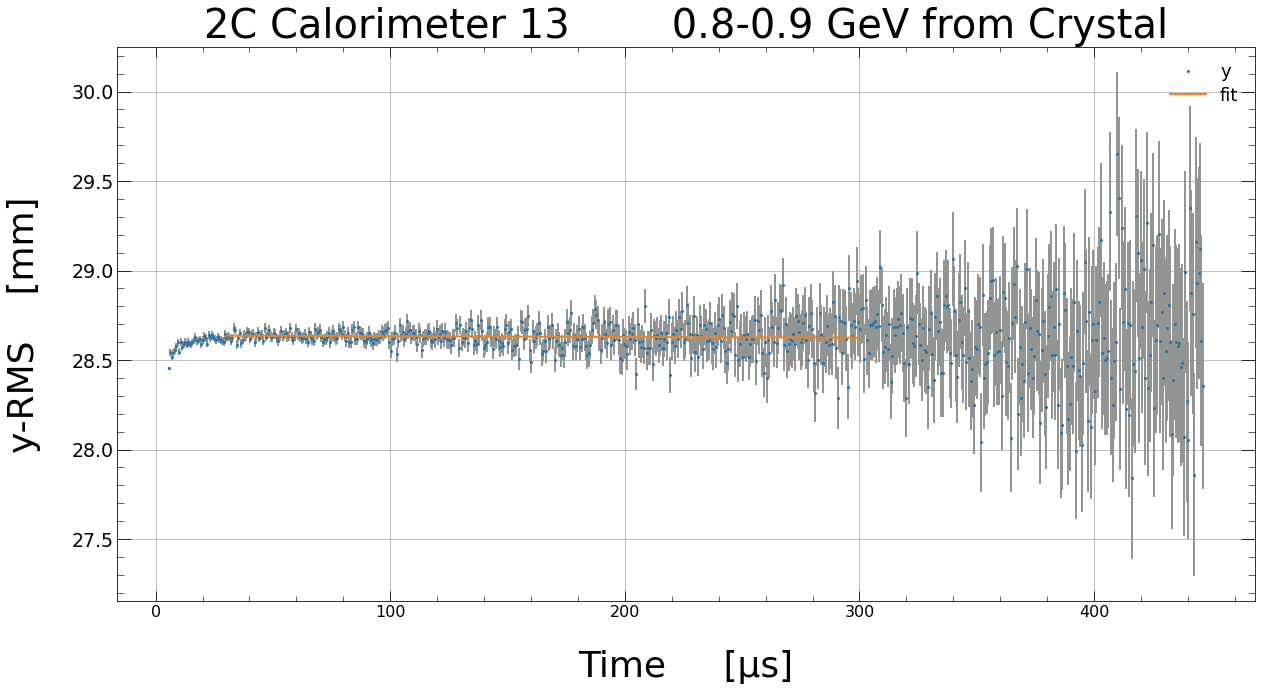 2C Calorimeter 13 0.8-0.9 GeV from Crystal
y
fit
30.0
29.5
29.0
28.5
28.0
27.5
y-RMS [mm]
0 100 200 300 400
Time [μs]